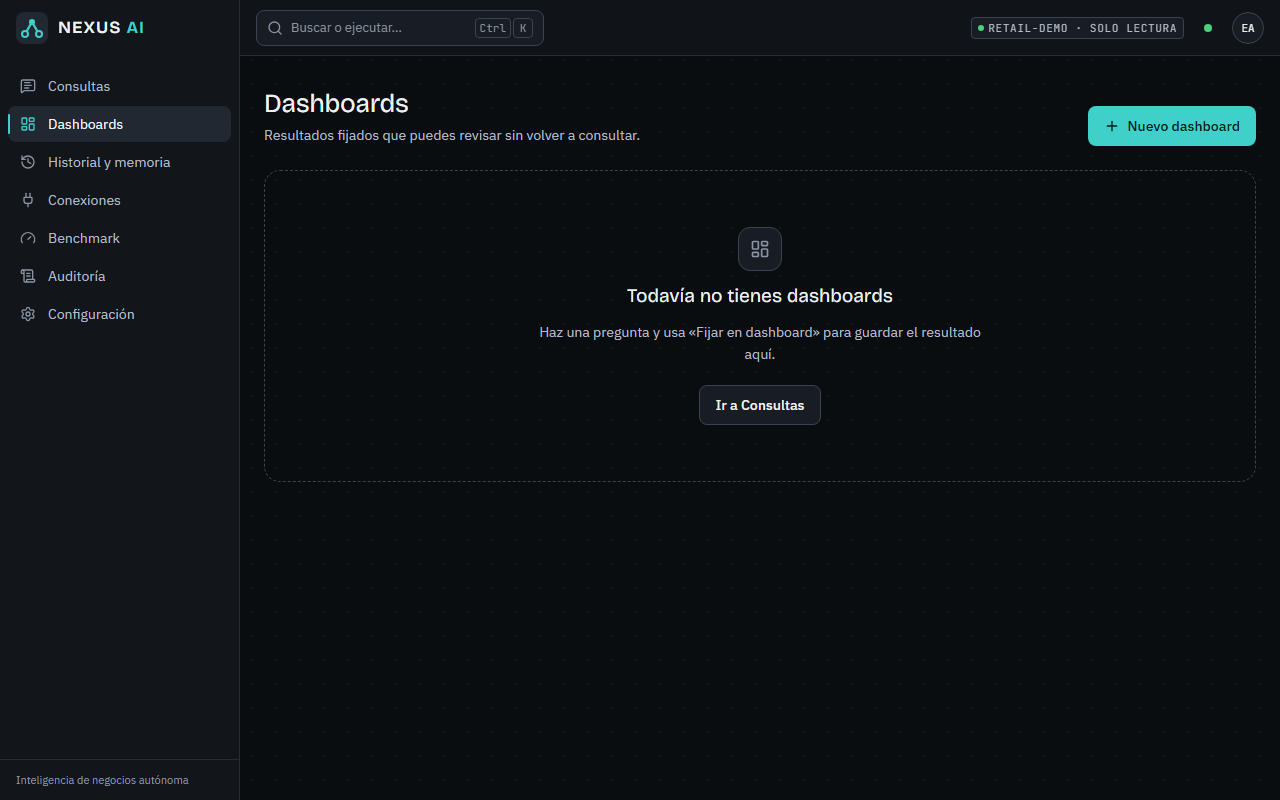 NEXUS AI
Buscar o ejecutar...
Ctrl K
RETAIL-DEMO · SOLO LECTURA
EA
Consultas
Dashboards
Historial y memoria
Conexiones
Benchmark
Auditoría
Configuración
Dashboards
Resultados fijados que puedes revisar sin volver a consultar.
Nuevo dashboard
Todavía no tienes dashboards
Haz una pregunta y usa «Fijar en dashboard» para guardar el resultado
aquí.
Ir a Consultas
Inteligencia de negocios autónoma